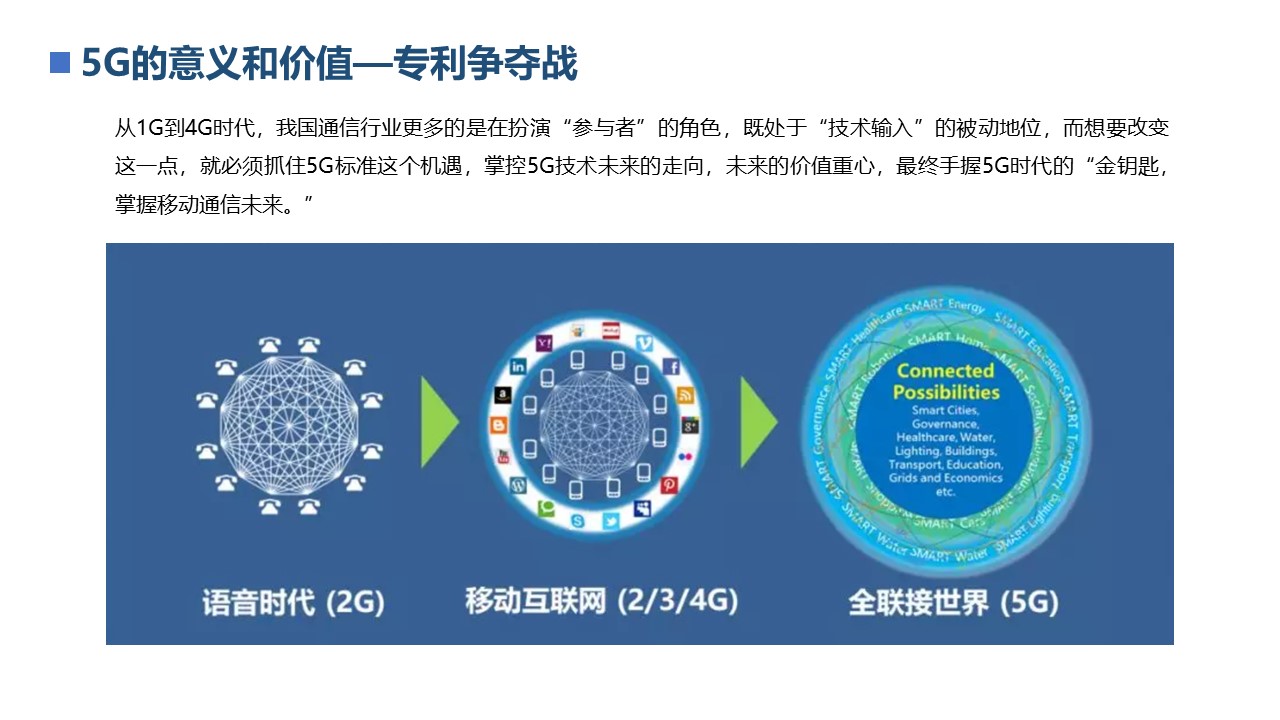 5G的意义和价值—专利争夺战
从1G到4G时代，我国通信行业更多的是在扮演“参与者”的角色，既处于“技术输入”的被动地位，而想要改变
这一点，就必须抓住5G标准这个机遇，掌控5G技术未来的走向，未来的价值重心，最终手握5G时代的“金钥匙，
掌握移动通信未来。”
SMART Governance
SMART Healthcare
SMART Energy
SMART Education
SMART Transport
SMART Lighting
SMART Water
SMART Water
SMART Home
SMART Social
SMART Cars
Connected
Possibilities
Smart Cities,
Governance,
Healthcare, Water,
Lighting, Buildings,
Transport, Education,
Grids and Economics
etc.
语音时代 (2G)
移动互联网 (2/3/4G)
全联接世界 (5G)